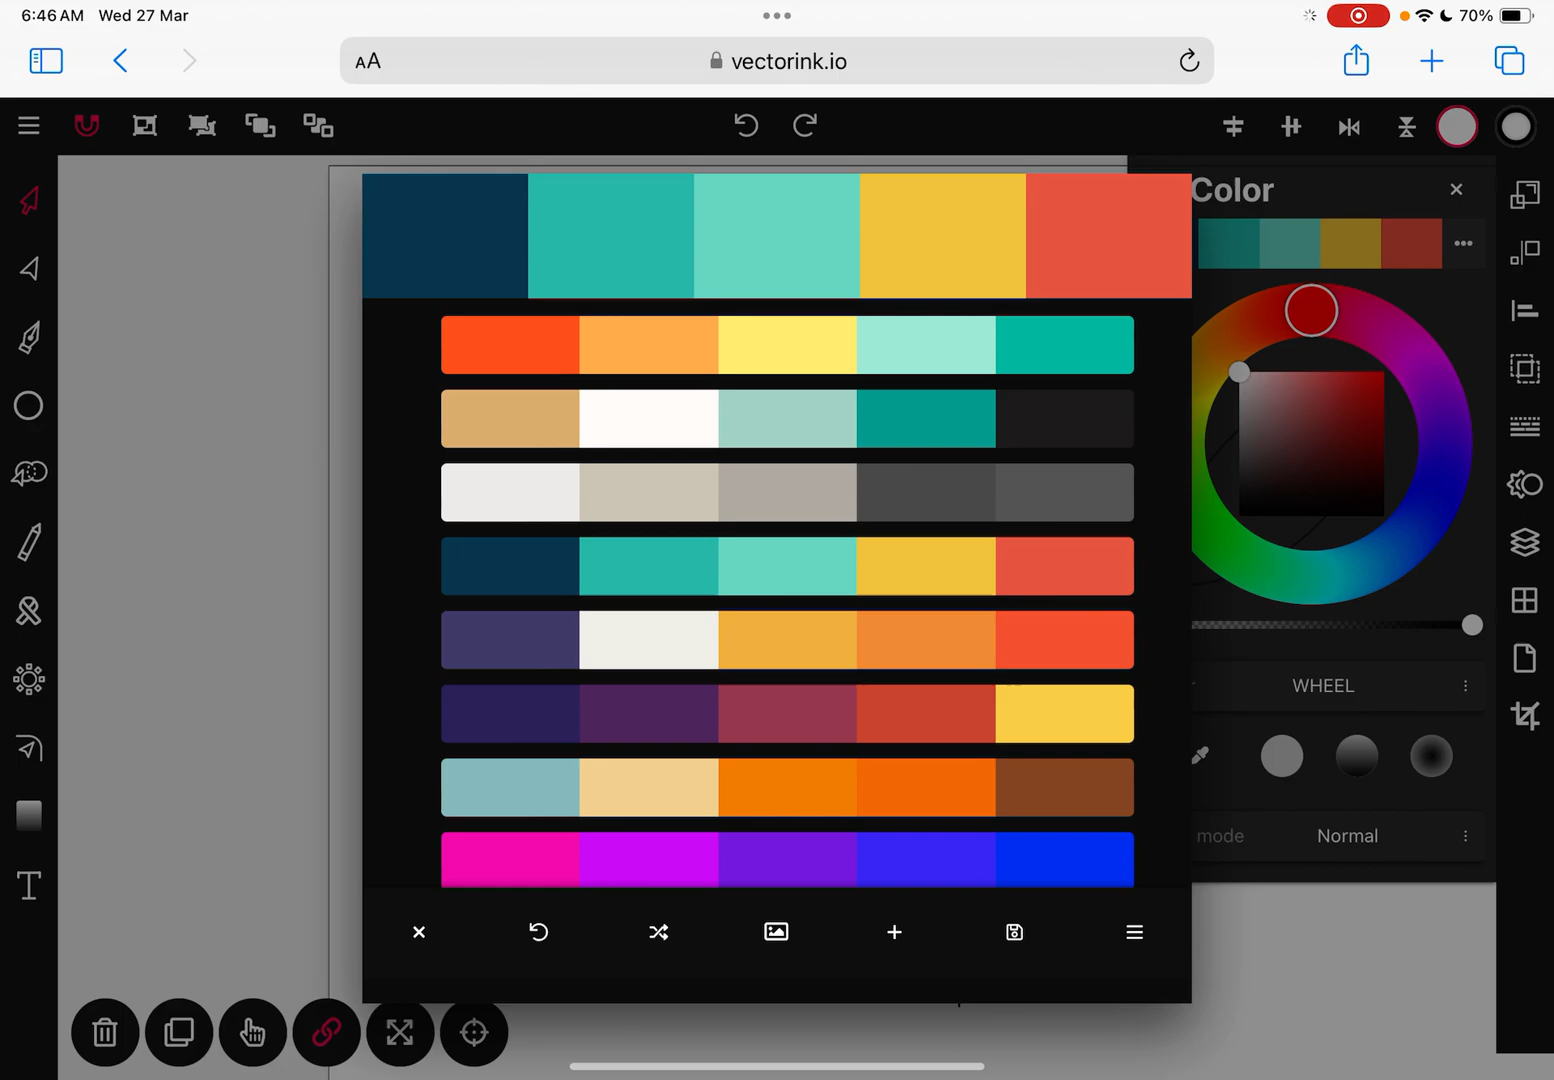 6:46 AM Wed 27 Mar
70%
AA
vectorink.io
Color
WHEEL
mode
Normal